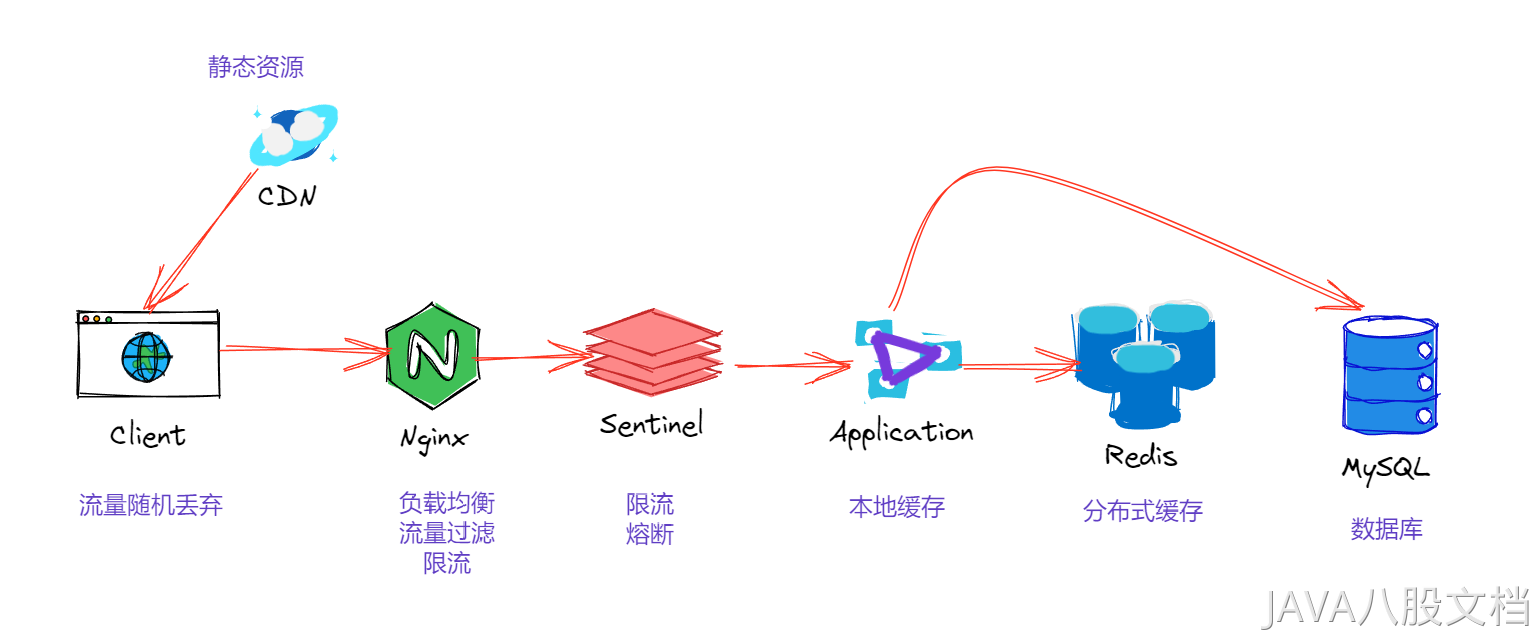 静态资源
CDN
Client
Nginx
Sentinel
Application
Redis
MySQL
流量随机丢弃
负载均衡
流量过滤
限流
限流
熔断
本地缓存
分布式缓存
数据库
JAVA八股文档